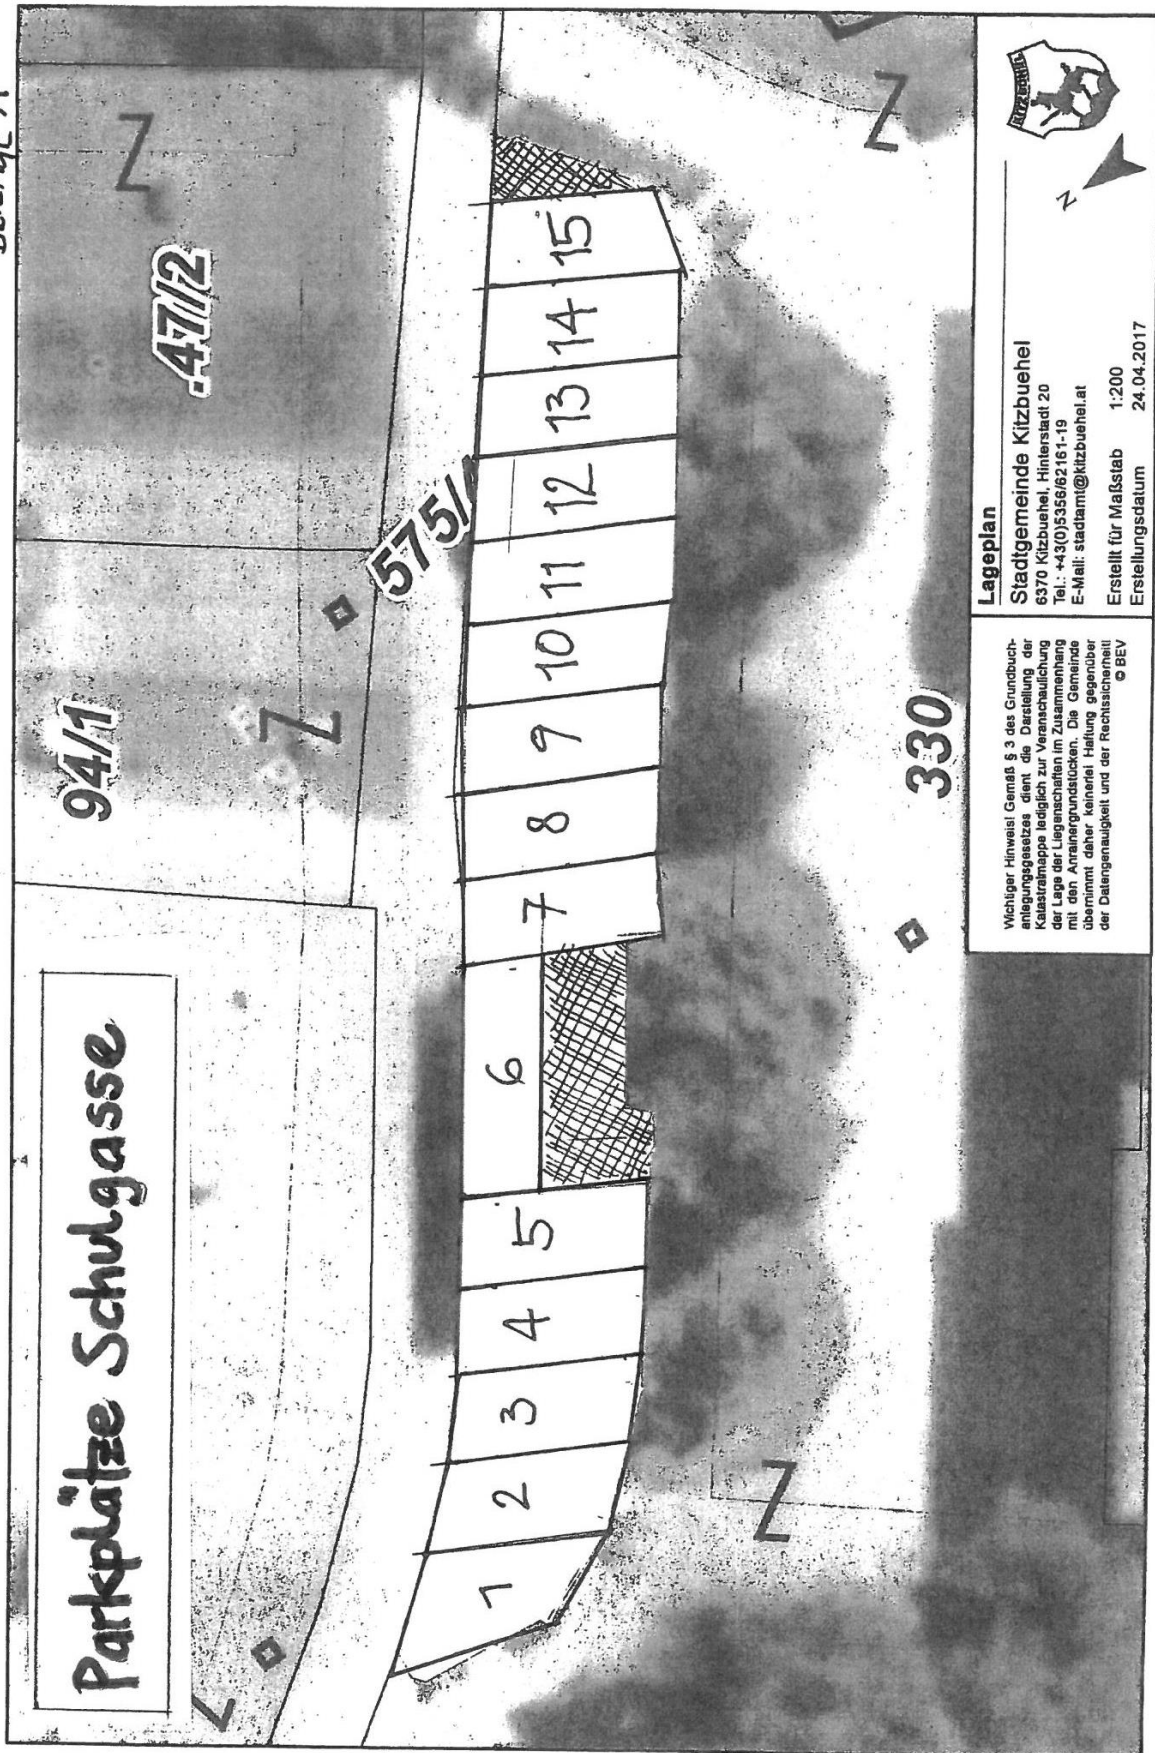 Parkplätze Schulgasse
94/1
.47/2
575/
Z
Z
Z
Z
1
2
3
4
5
6
7
8
9
10
11
12
13
14
15
330
Wichtiger Hinweis! Gemäß § 3 des Grundbuch-
anlegungsgesetzes dient die Darstellung der
Katastralmappe lediglich zur Veranschaulichung
der Lage der Liegenschaften im Zusammenhang
mit den Anrainergrundstücken. Die Gemeinde
übernimmt daher keinerlei Haftung gegenüber
der Datengenauigkeit und der Rechtssicherheit!
© BEV
Lageplan
Stadtgemeinde Kitzbuehel
6370 Kitzbuehel, Hinterstadt 20
Tel.: +43(0)5356/62161-19
E-Mail: stadtamt@kitzbuehel.at
Erstellt für Maßstab 1:200
Erstellungsdatum 24.04.2017
N